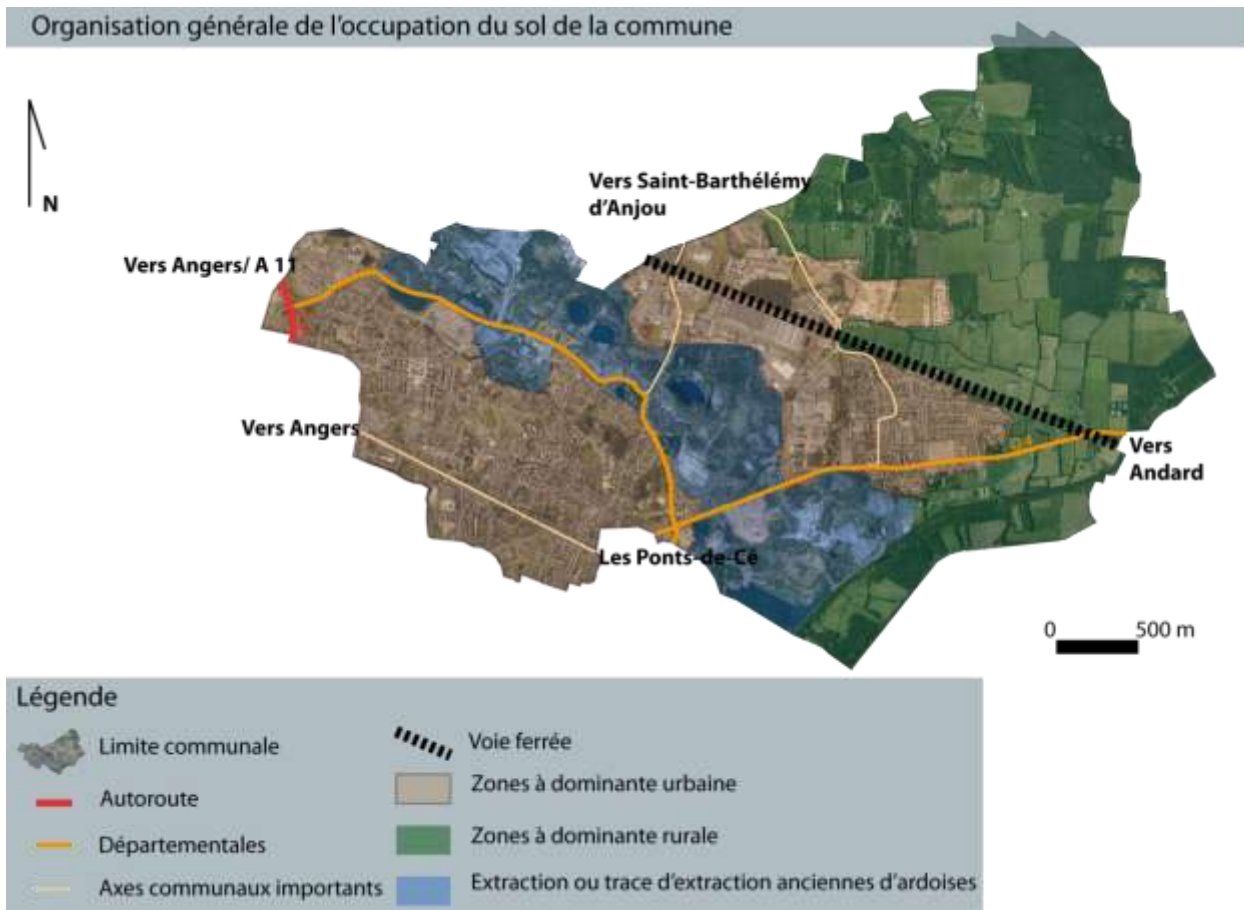 Organisation générale de l'occupation du sol de la commune
N
Vers Saint-Barthélémy
d'Anjou
Vers Angers/ A 11
Vers Angers
Vers
Andard
Les Ponts-de-Cé
0 500 m
Légende
Limite communale
Autoroute
Départementales
Axes communaux importants
Voie ferrée
Zones à dominante urbaine
Zones à dominante rurale
Extraction ou trace d'extraction anciennes d'ardoises